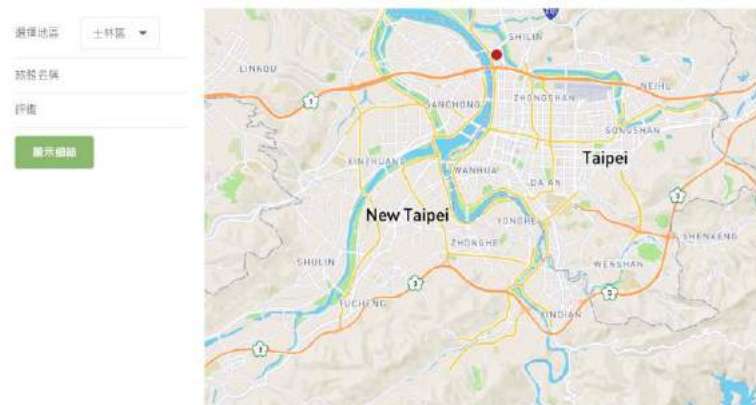 選擇地區 士林區
旅館名稱
評鑑
顯示細節
SHILIN
LINKOU
NEIHU
SANCHONG
ZHONGSHAN
SONGSHAN
XINZHUANG
Taipei
WANHUA
DA'AN
New Taipei
YONGHE
ZHONGHE
SHENKENG
SHULIN
WENSHAN
TUCHENG
XINDIAN